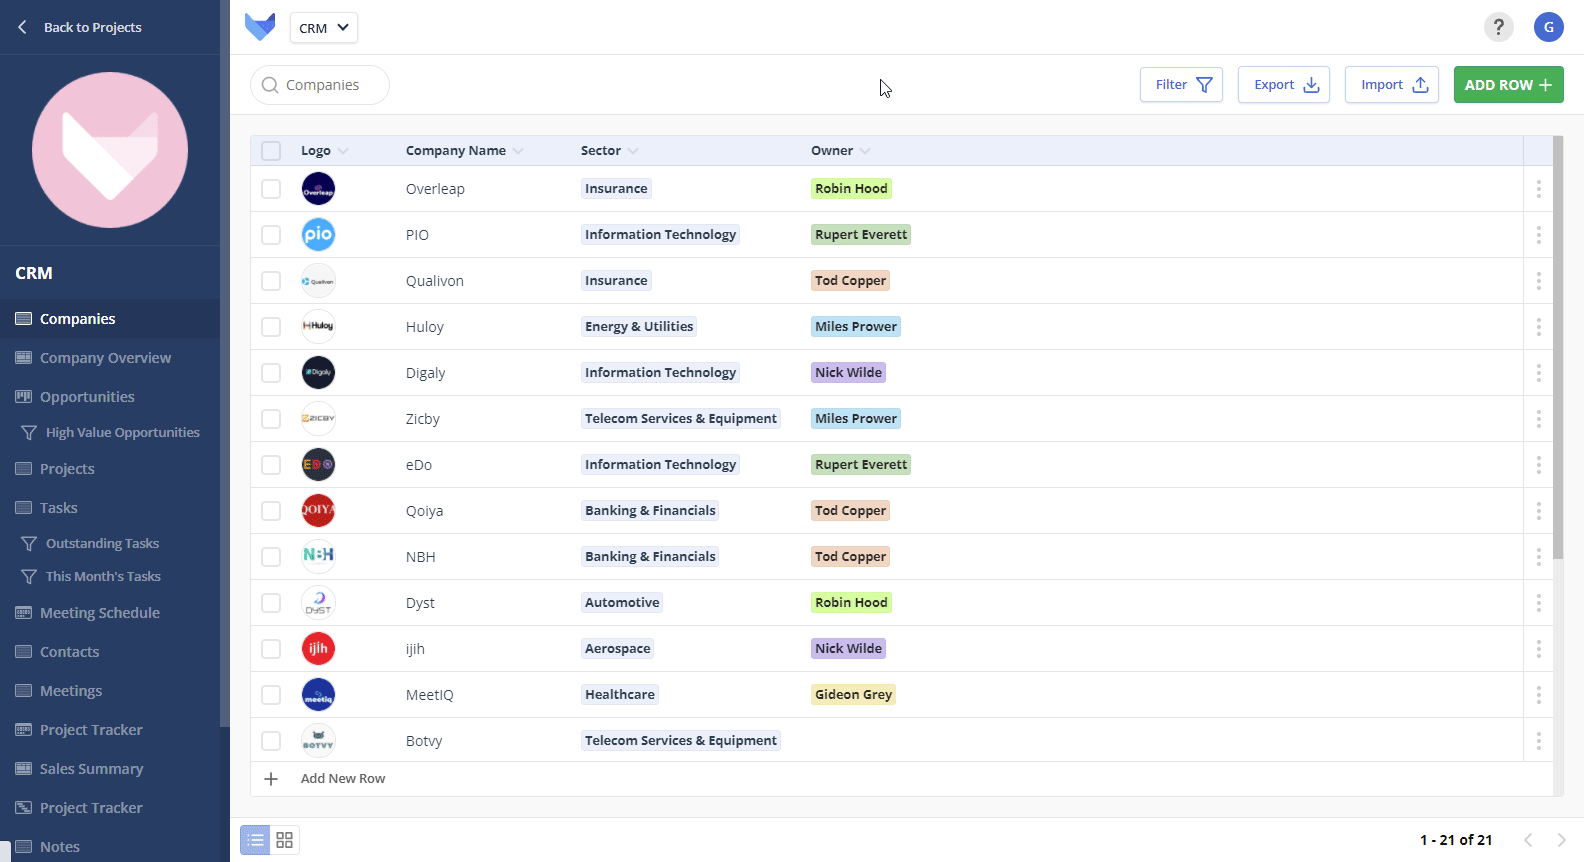 Back to Projects
CRM
?
G
Companies
Filter
Export
Import
ADD ROW
CRM
Companies
Company Overview
Opportunities
High Value Opportunities
Projects
Tasks
Outstanding Tasks
This Month's Tasks
Meeting Schedule
Contacts
Meetings
Project Tracker
Sales Summary
Project Tracker
Notes
Logo Company Name Sector Owner
Overleap Overleap Insurance Robin Hood
pio PIO Information Technology Rupert Everett
Qualivon Qualivon Insurance Tod Copper
Huloy Huloy Energy & Utilities Miles Prower
Digaly Digaly Information Technology Nick Wilde
ZICBY Zicby Telecom Services & Equipment Miles Prower
EDO eDo Information Technology Rupert Everett
QOIYA Qoiya Banking & Financials Tod Copper
NBH NBH Banking & Financials Tod Copper
DYST Dyst Automotive Robin Hood
ijih ijih Aerospace Nick Wilde
meetiq MeetIQ Healthcare Gideon Grey
BOTVY Botvy Telecom Services & Equipment
Add New Row
1 - 21 of 21